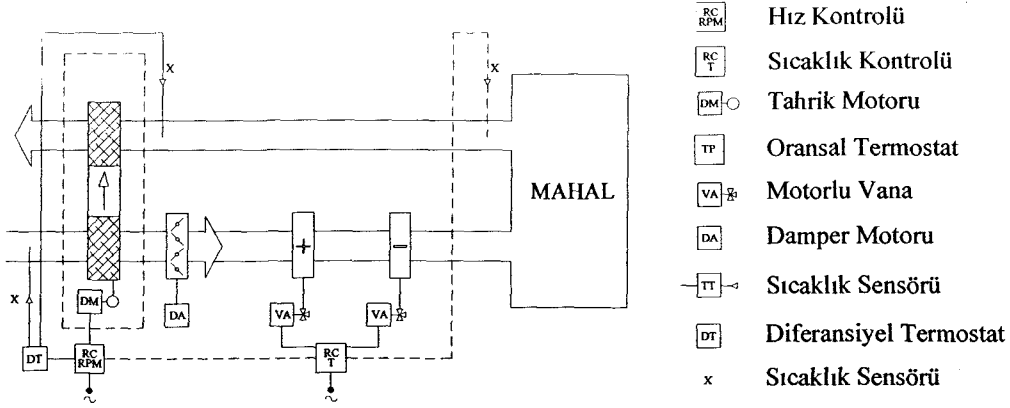 x
x
MAHAL
+
−
x
DM
DA
VA
VA
DT
RC
RPM
RC
T
~
~
RC
RPM
Hız Kontrolü
RC
T
Sıcaklık Kontrolü
DM
Tahrik Motoru
TP
Oransal Termostat
VA
Motorlu Vana
DA
Damper Motoru
TT
Sıcaklık Sensörü
DT
Diferansiyel Termostat
x
Sıcaklık Sensörü